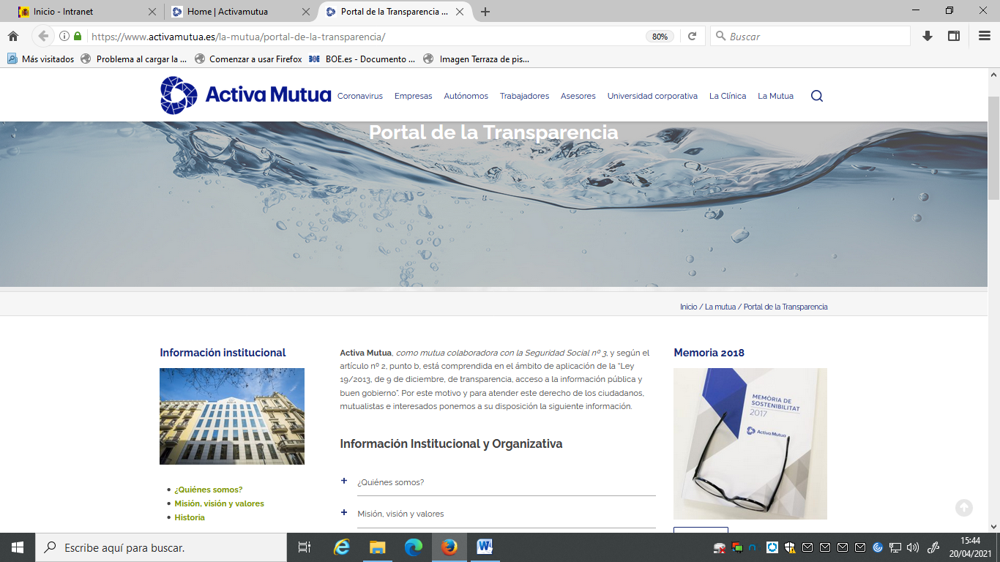 Inicio - Intranet
Home | Activamutua
Portal de la Transparencia ...
https://www.activamutua.es/la-mutua/portal-de-la-transparencia/
80%
Buscar
Más visitados
Problema al cargar la ...
Comenzar a usar Firefox
BOE.es - Documento ...
Imagen Terraza de pis...
Activa Mutua
Coronavirus
Empresas
Autónomos
Trabajadores
Asesores
Universidad corporativa
La Clínica
La Mutua
Portal de la Transparencia
Inicio / La mutua / Portal de la Transparencia
Información institucional
¿Quiénes somos?
Misión, visión y valores
Historia
Activa Mutua, como mutua colaboradora con la Seguridad Social nº 3, y según el
artículo nº 2, punto b, está comprendida en el ámbito de aplicación de la “Ley
19/2013, de 9 de diciembre, de transparencia, acceso a la información pública y
buen gobierno”. Por este motivo y para atender este derecho de los ciudadanos,
mutualistas e interesados ponemos a su disposición la siguiente información.
Información Institucional y Organizativa
+ ¿Quiénes somos?
+ Misión, visión y valores
Memoria 2018
MEMÒRIA DE
SOSTENIBILITAT
2017
Activa Mutua
Escribe aquí para buscar.
15:44
20/04/2021